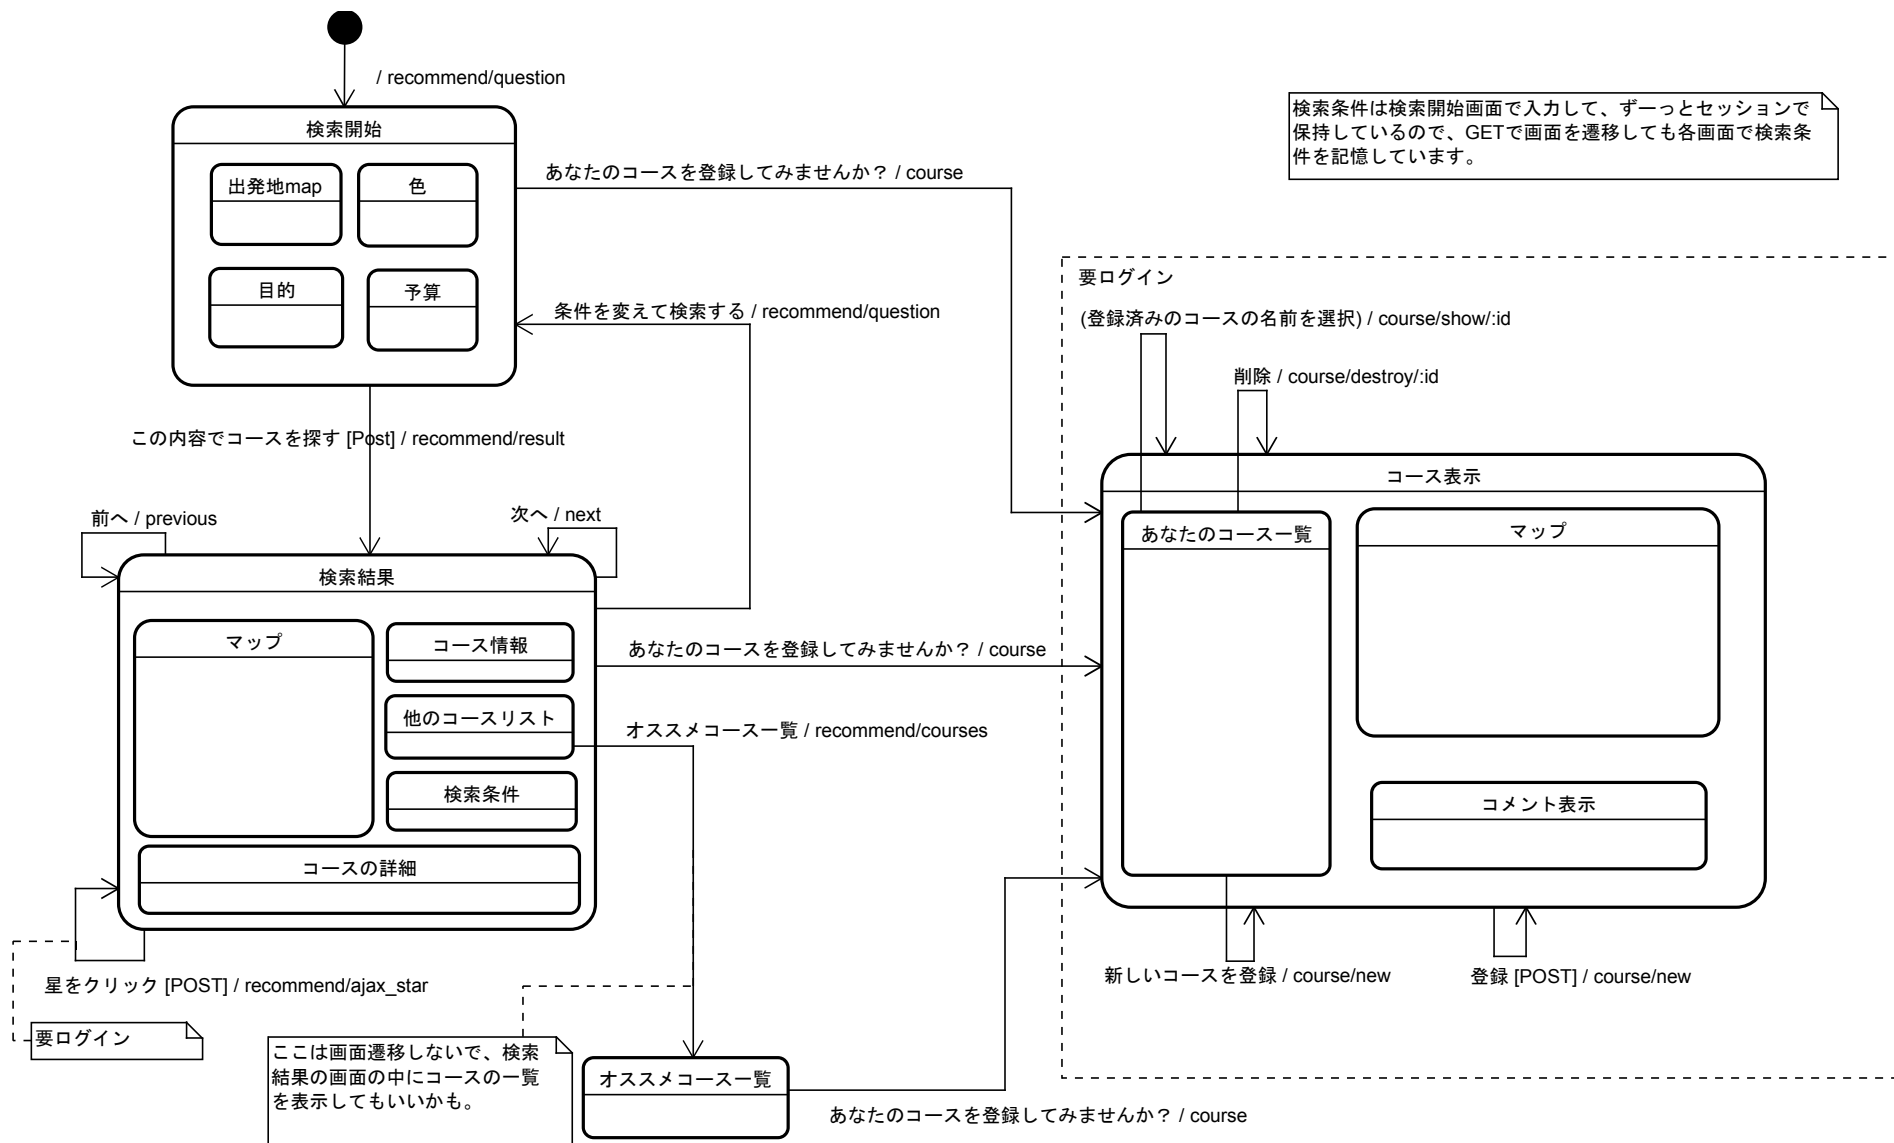 / recommend/question
検索開始
出発地map
色
目的
予算
あなたのコースを登録してみませんか？ / course
条件を変えて検索する / recommend/question
検索条件は検索開始画面で入力して、ずーっとセッションで
保持しているので、GETで画面を遷移しても各画面で検索条
件を記憶しています。
この内容でコースを探す [Post] / recommend/result
前へ / previous
次へ / next
検索結果
マップ
コース情報
他のコースリスト
検索条件
コースの詳細
あなたのコースを登録してみませんか？ / course
オススメコース一覧 / recommend/courses
星をクリック [POST] / recommend/ajax_star
要ログイン
ここは画面遷移しないで、検索
結果の画面の中にコースの一覧
を表示してもいいかも。
オススメコース一覧
あなたのコースを登録してみませんか？ / course
要ログイン
(登録済みのコースの名前を選択) / course/show/:id
削除 / course/destroy/:id
コース表示
あなたのコース一覧
マップ
コメント表示
新しいコースを登録 / course/new
登録 [POST] / course/new